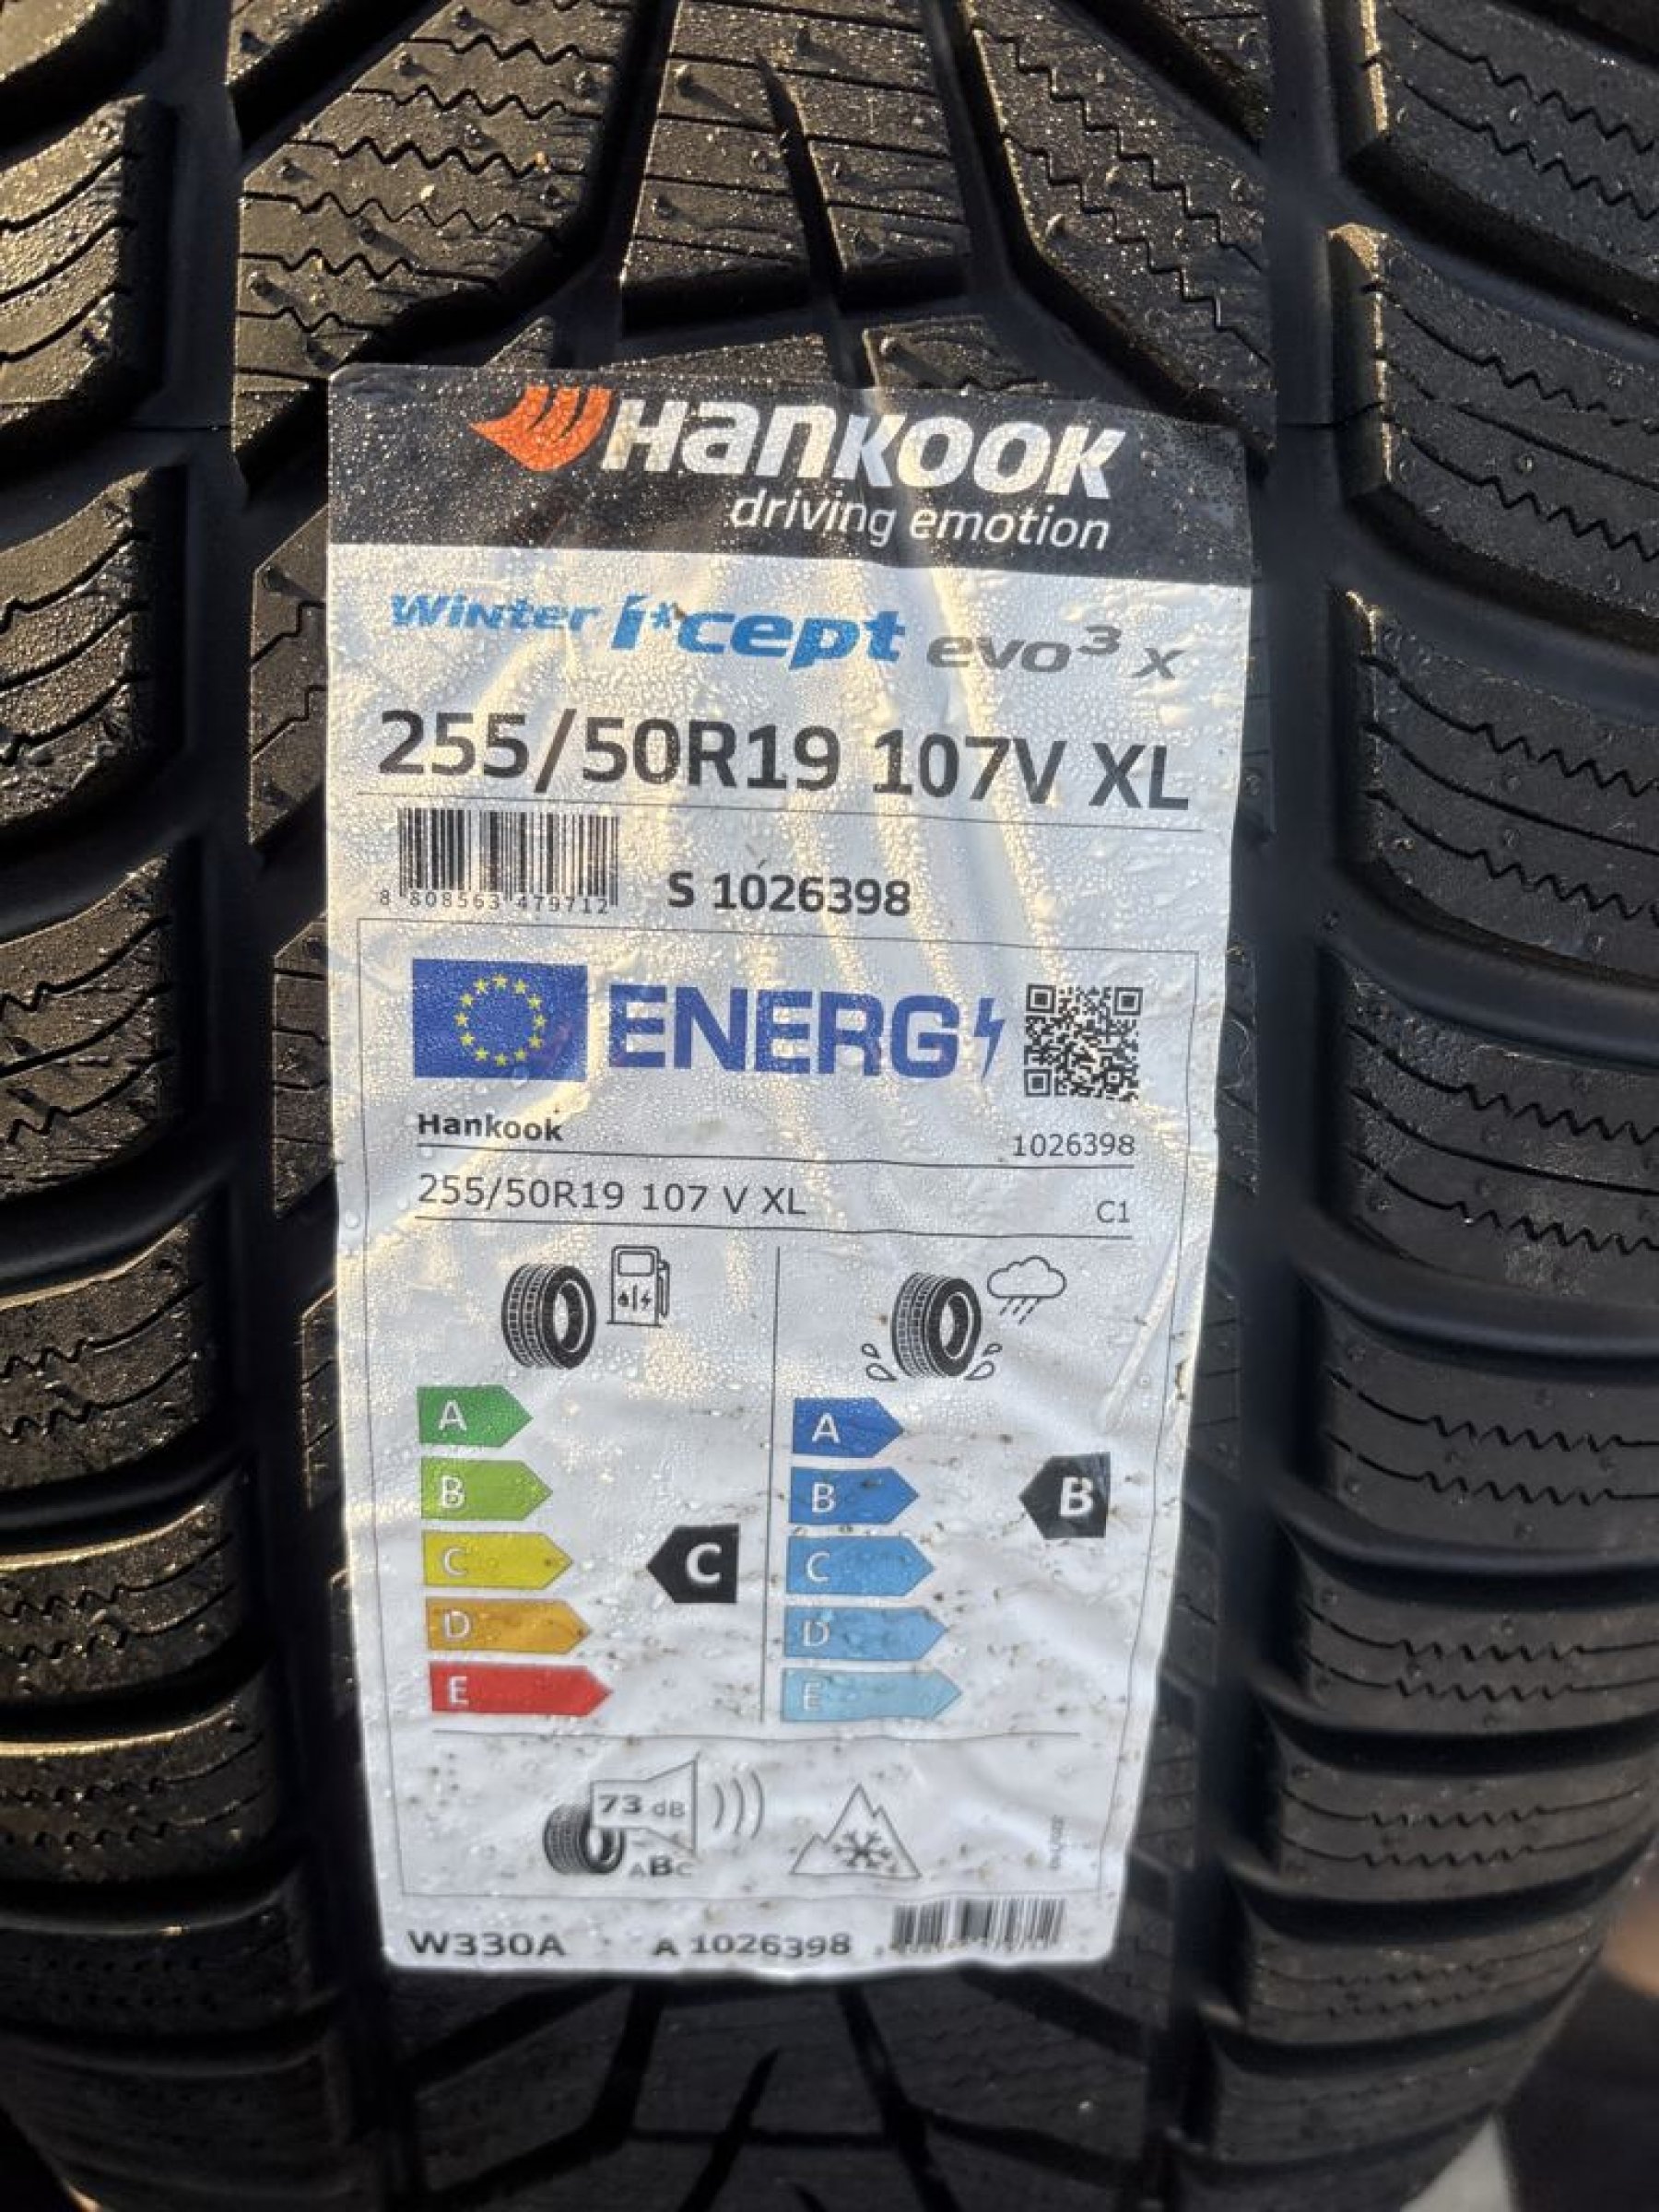 Hankook
driving emotion
Winter i*cept evo³ x
255/50R19 107V XL
8 808563 479712
S 1026398
ENERG
Hankook
1026398
255/50R19 107 V XL
C1
A
B
C
D
E
C
A
B
C
D
E
B
73 dB
ABC
W330A
A 1026398